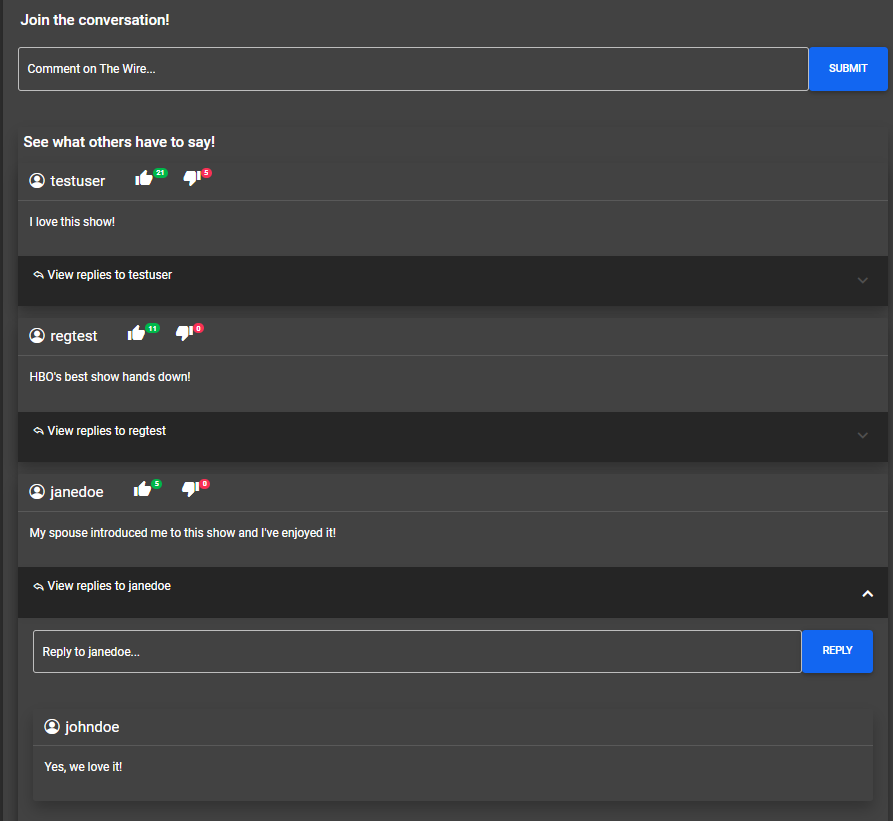 Join the conversation!
Comment on The Wire...
SUBMIT
See what others have to say!
testuser 21 5
I love this show!
View replies to testuser
regtest 11 0
HBO's best show hands down!
View replies to regtest
janedoe 5 0
My spouse introduced me to this show and I've enjoyed it!
View replies to janedoe
Reply to janedoe...
REPLY
johndoe
Yes, we love it!